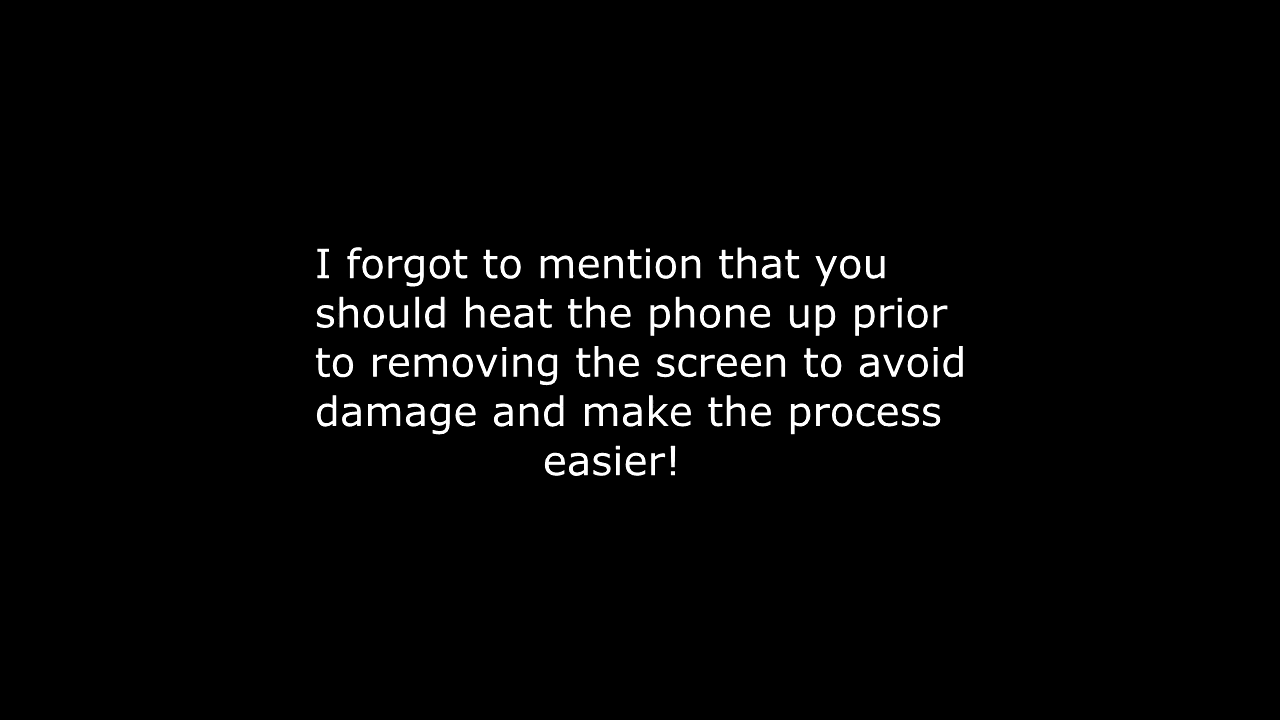 I forgot to mention that you
should heat the phone up prior
to removing the screen to avoid
damage and make the process
easier!